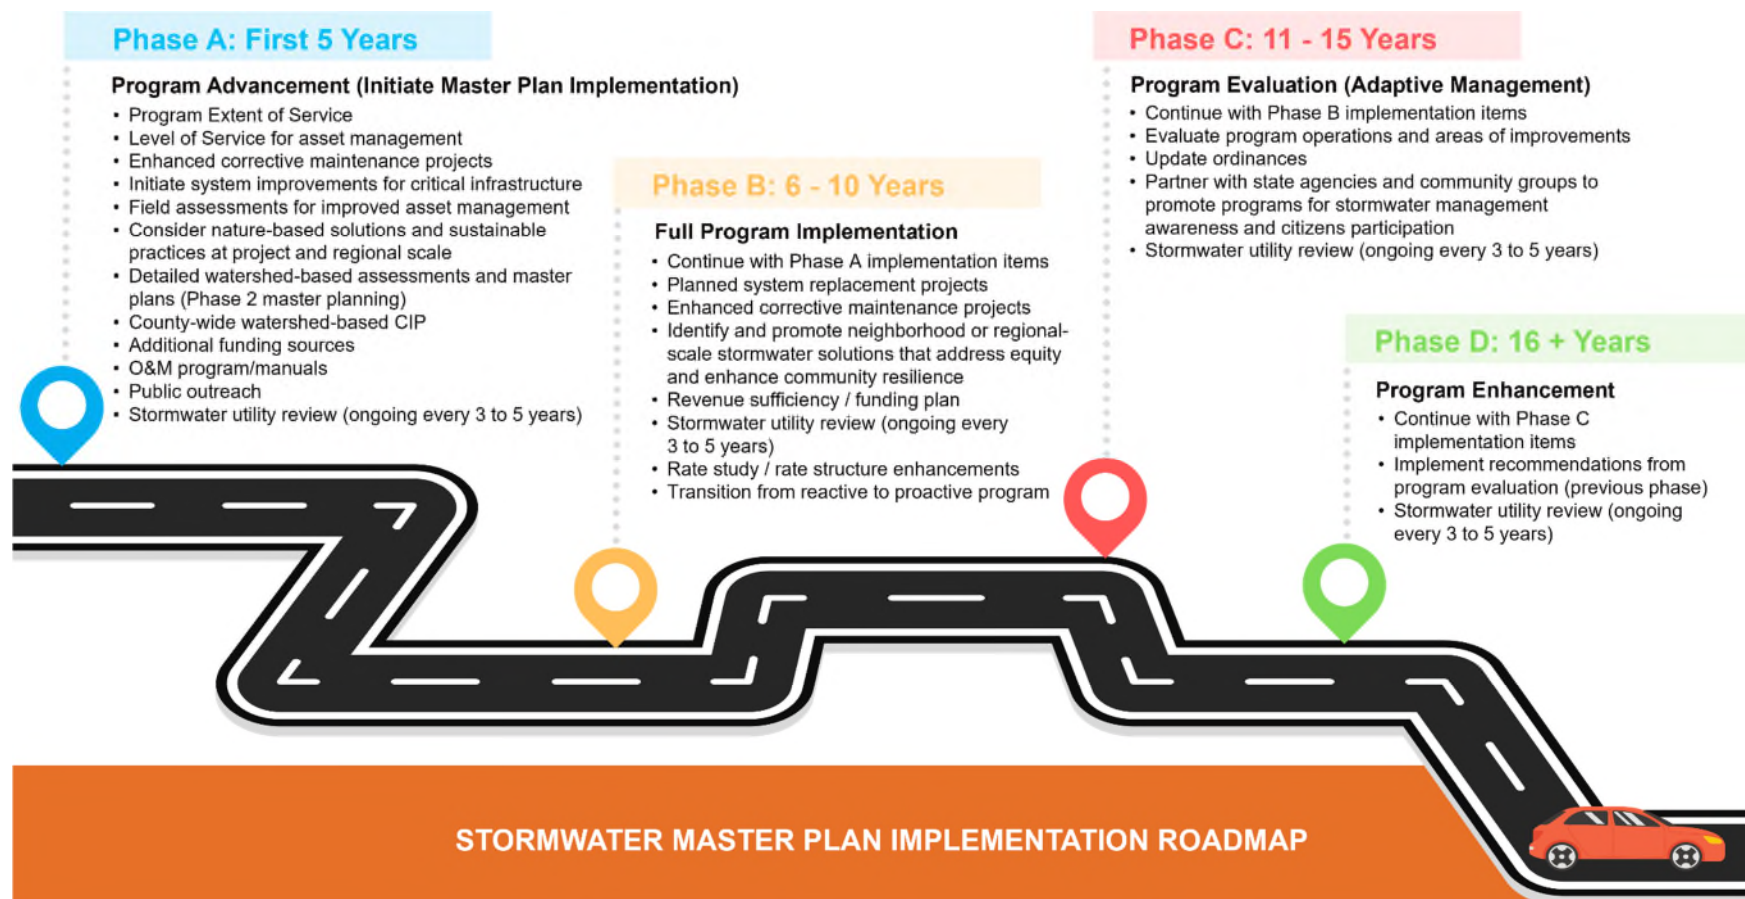 Phase A: First 5 Years
Program Advancement (Initiate Master Plan Implementation)
• Program Extent of Service
• Level of Service for asset management
• Enhanced corrective maintenance projects
• Initiate system improvements for critical infrastructure
• Field assessments for improved asset management
• Consider nature-based solutions and sustainable
practices at project and regional scale
• Detailed watershed-based assessments and master
plans (Phase 2 master planning)
• County-wide watershed-based CIP
• Additional funding sources
• O&M program/manuals
• Public outreach
• Stormwater utility review (ongoing every 3 to 5 years)
Phase B: 6 - 10 Years
Full Program Implementation
• Continue with Phase A implementation items
• Planned system replacement projects
• Enhanced corrective maintenance projects
• Identify and promote neighborhood or regional-
scale stormwater solutions that address equity
and enhance community resilience
• Revenue sufficiency / funding plan
• Stormwater utility review (ongoing every
3 to 5 years)
• Rate study / rate structure enhancements
• Transition from reactive to proactive program
Phase C: 11 - 15 Years
Program Evaluation (Adaptive Management)
• Continue with Phase B implementation items
• Evaluate program operations and areas of improvements
• Update ordinances
• Partner with state agencies and community groups to
promote programs for stormwater management
awareness and citizens participation
• Stormwater utility review (ongoing every 3 to 5 years)
Phase D: 16 + Years
Program Enhancement
• Continue with Phase C
implementation items
• Implement recommendations from
program evaluation (previous phase)
• Stormwater utility review (ongoing
every 3 to 5 years)
STORMWATER MASTER PLAN IMPLEMENTATION ROADMAP